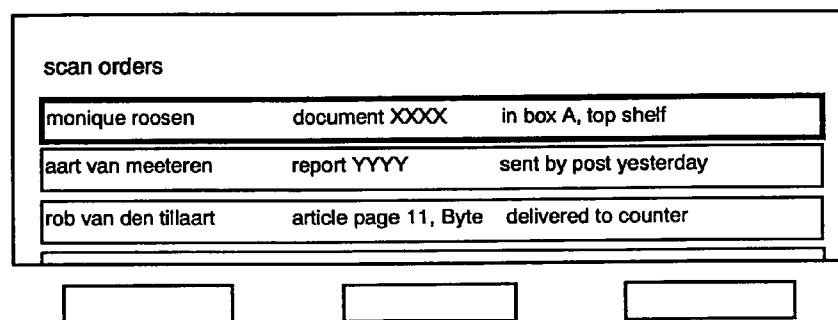 scan orders
monique roosen document XXXX in box A, top shelf
aart van meeteren report YYYY sent by post yesterday
rob van den tillaart article page 11, Byte delivered to counter